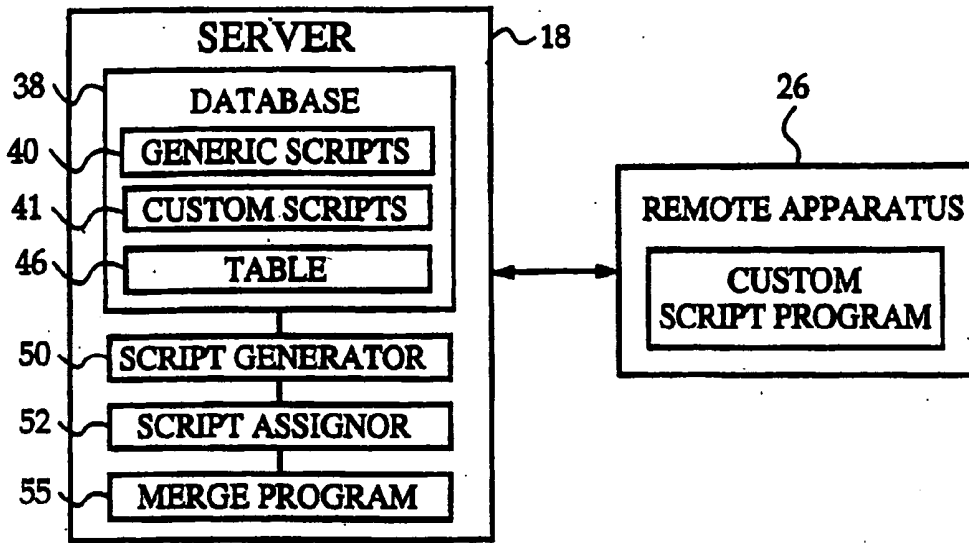 SERVER
18
38
DATABASE
40
GENERIC SCRIPTS
41
CUSTOM SCRIPTS
46
TABLE
50
SCRIPT GENERATOR
52
SCRIPT ASSIGNOR
55
MERGE PROGRAM
26
REMOTE APPARATUS
CUSTOM
SCRIPT PROGRAM